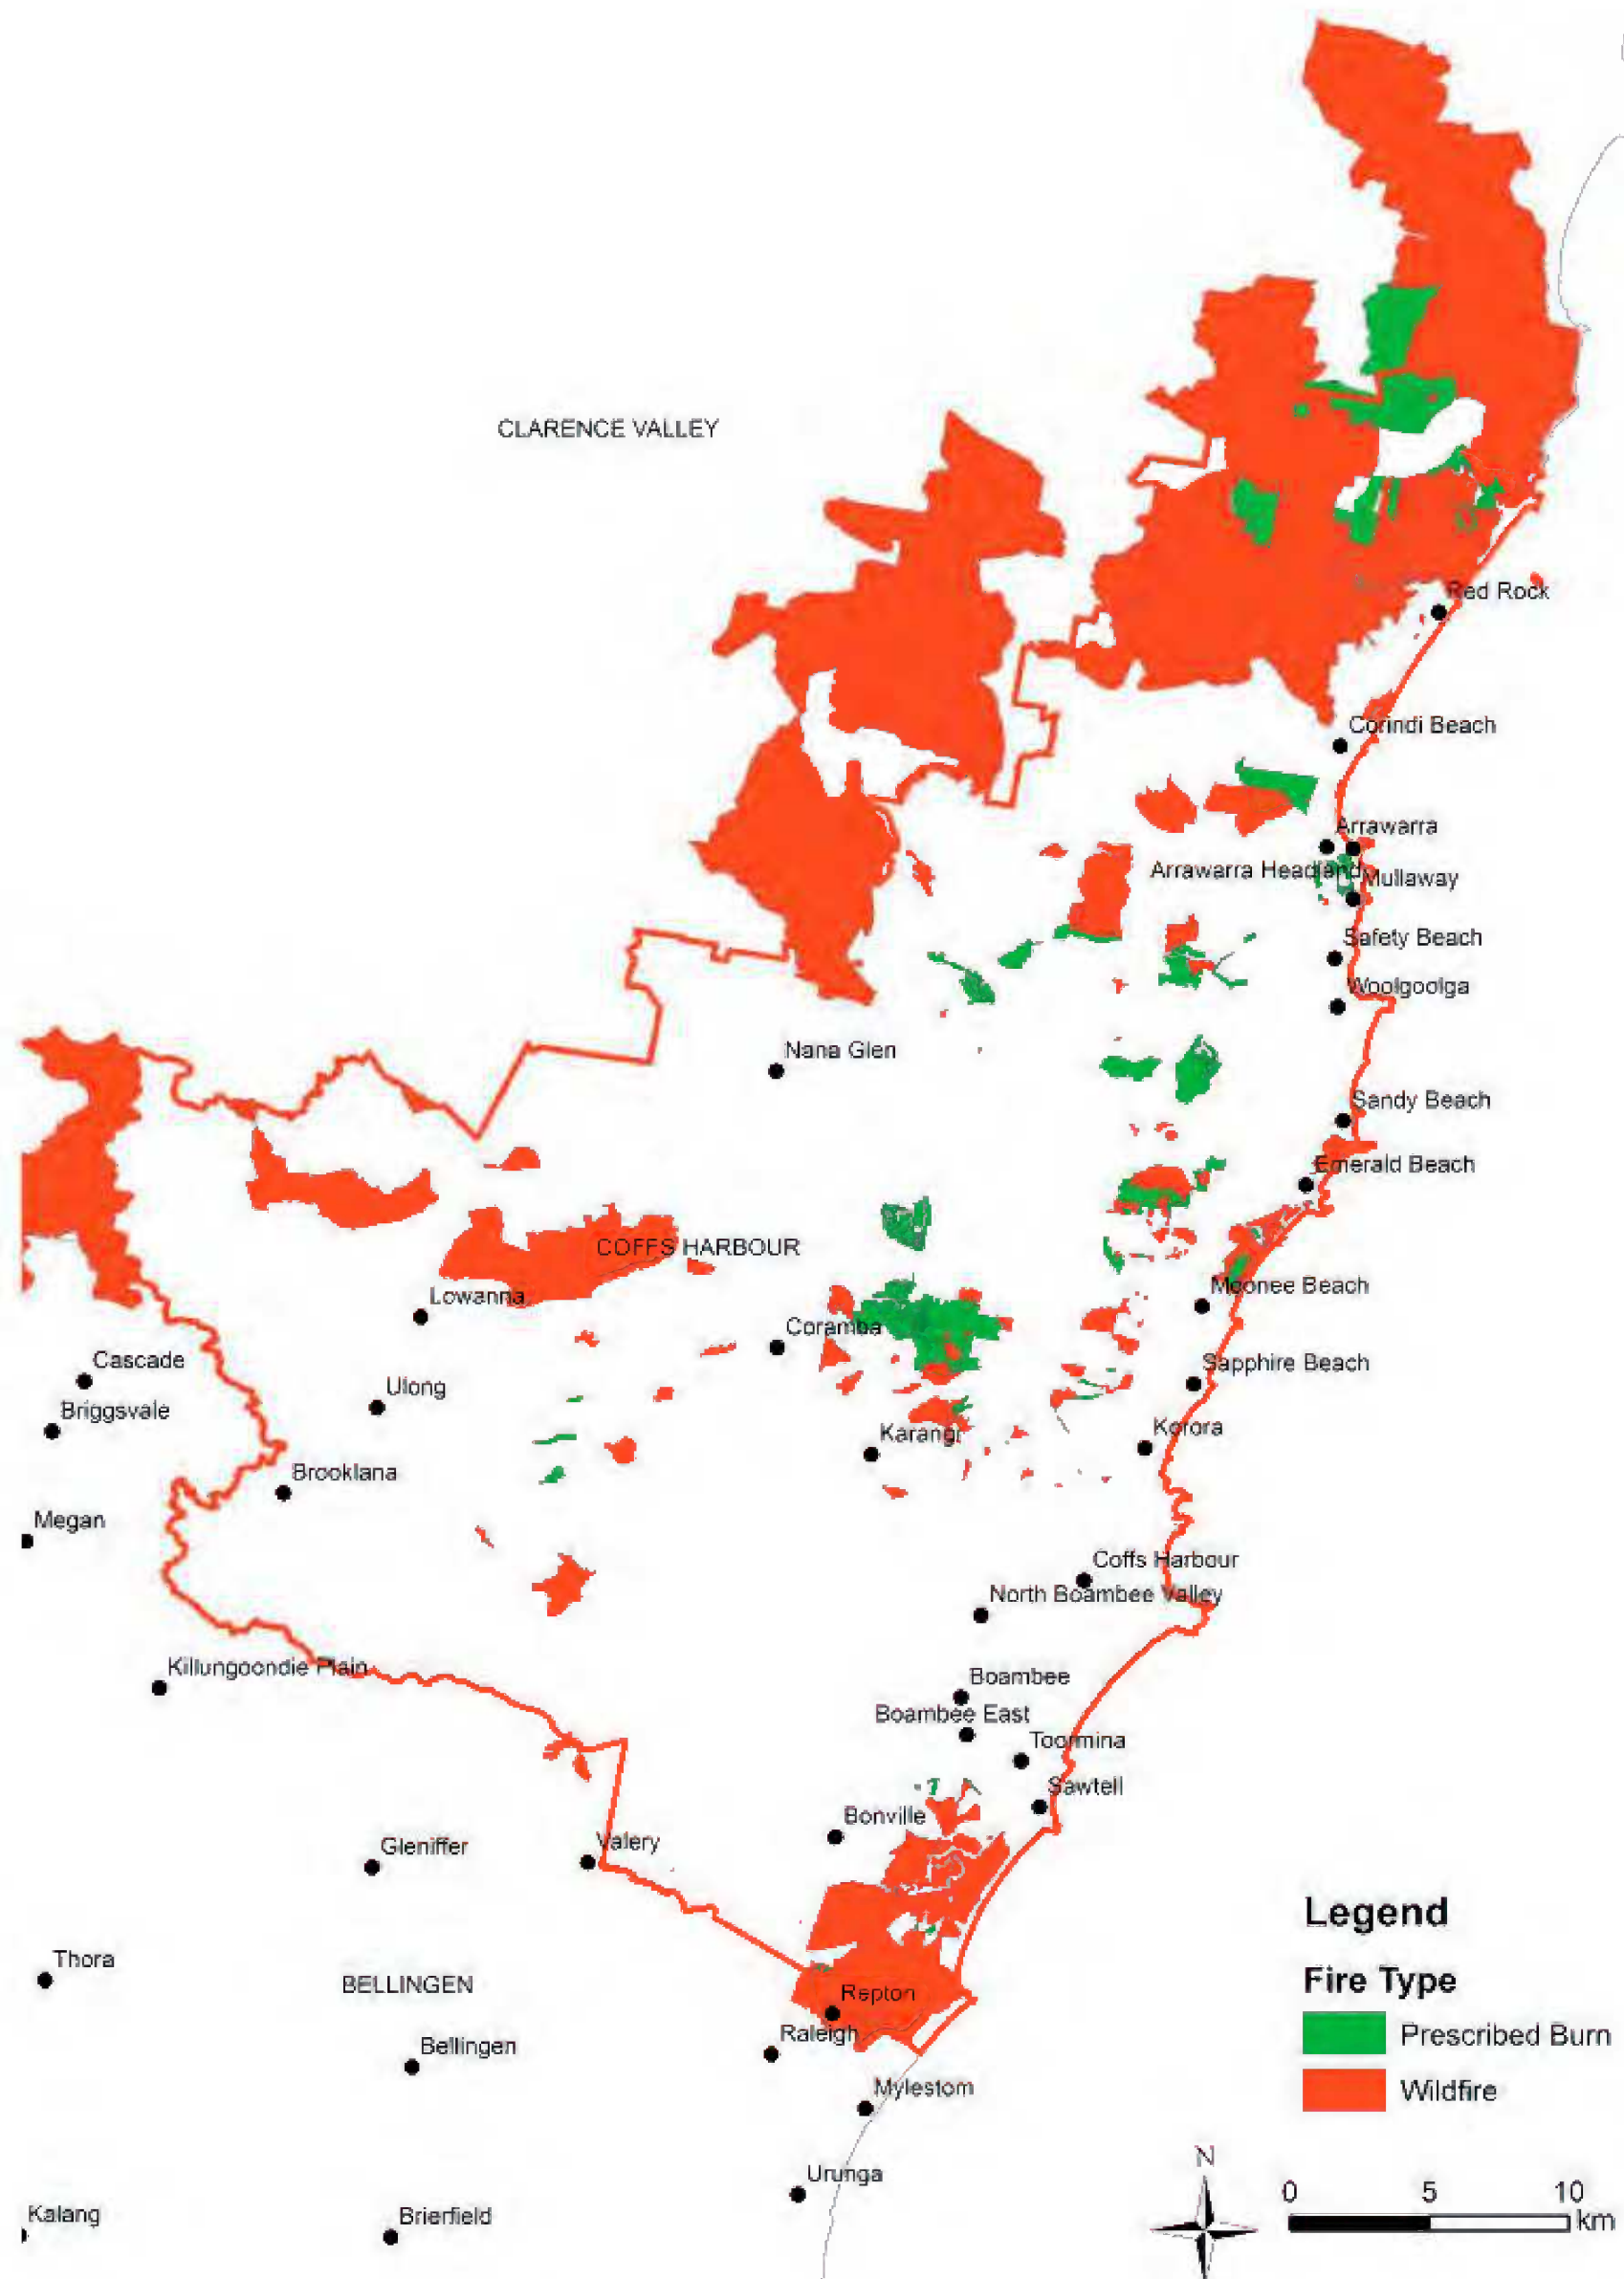 CLARENCE VALLEY
Red Rock
Corindi Beach
Arrawarra
Arrawarra Headland
Mullaway
Safety Beach
Woolgoolga
Nana Glen
Sandy Beach
Emerald Beach
COFFS HARBOUR
Moonee Beach
Lowanna
Coramba
Cascade
Sapphire Beach
Ulong
Briggsvale
Korora
Karangi
Brooklana
Megan
Coffs Harbour
North Boambee Valley
Killungoondie Plain
Boambee
Boambee East
Toormina
Sawtell
Bonville
Valery
Gleniffer
Legend
Thora
Fire Type
BELLINGEN
Repton
Prescribed Burn
Raleigh
Bellingen
Mylestom
Wildfire
N
Urunga
0 5 10
km
Kalang
Brierfield